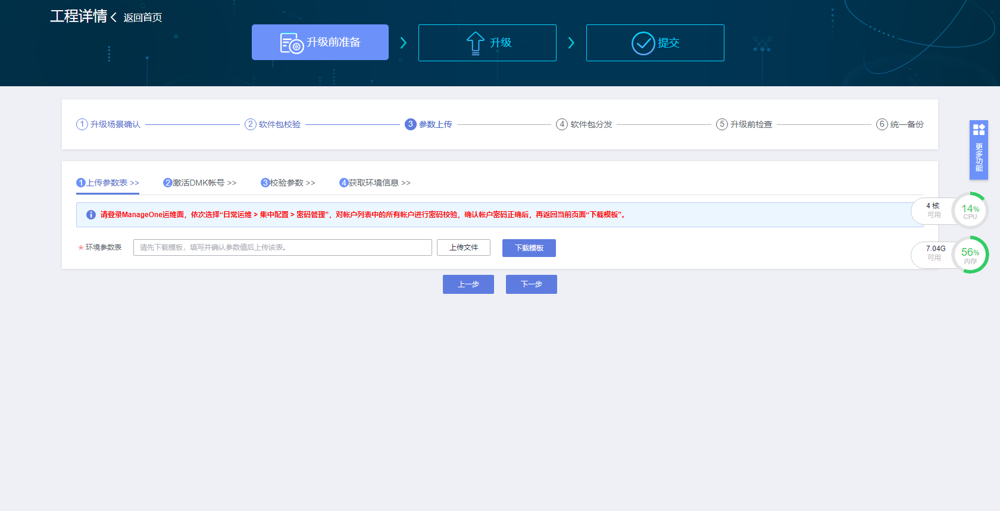 工程详情 返回首页
升级前准备
升级
提交
1 升级场景确认
2 软件包校验
3 参数上传
4 软件包分发
5 升级前检查
6 统一备份
更多功能
1 上传参数表 >>
2 激活DMK帐号 >>
3 校验参数 >>
4 获取环境信息 >>
请登录ManageOne运维面，依次选择“日常运维 > 集中配置 > 密码管理”，对帐户列表中的所有帐户进行密码校验，确认帐户密码正确后，再返回当前页面“下载模板”。
4 核
可用
14%
CPU
* 环境参数表 请先下载模板，填写并确认参数值后上传该表。 上传文件 下载模板
7.04G
可用
56%
内存
上一步 下一步